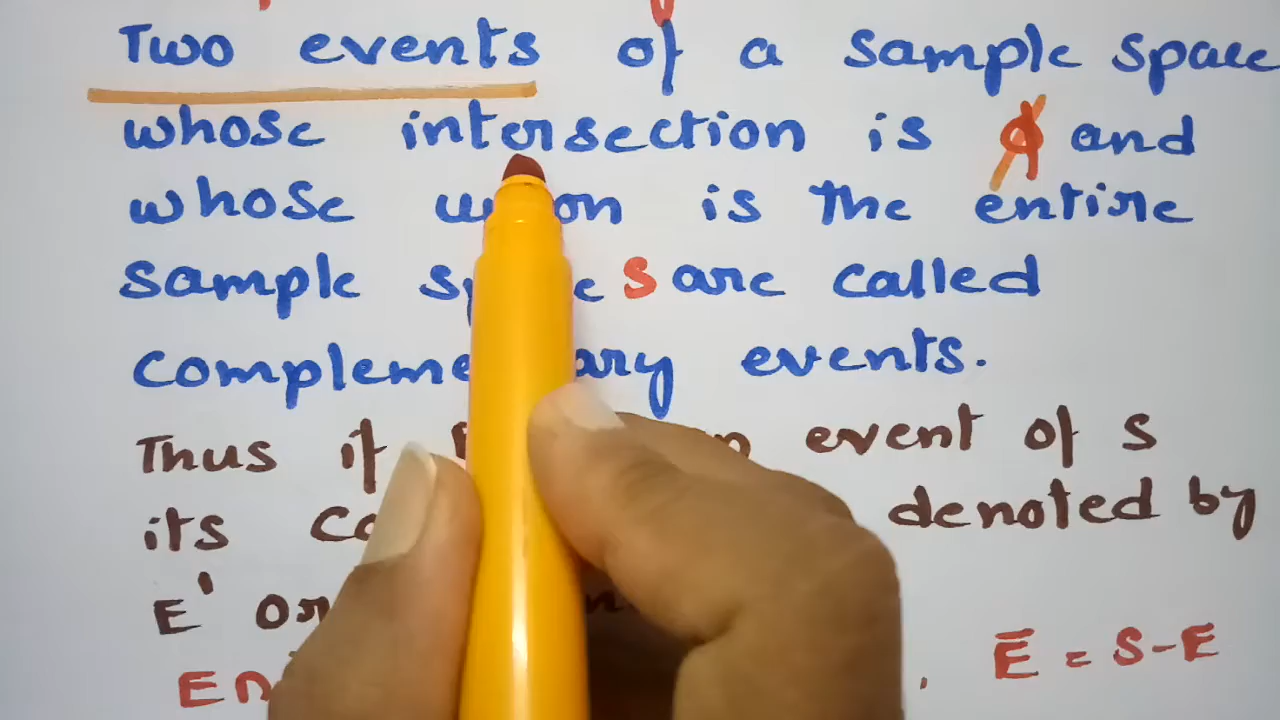 Two events of a sample space
whose intersection is ϕ and
whose union is the entire
sample space S are called
complementary events.
Thus if event of S
its denoted by
E' or
E̅ = S-E